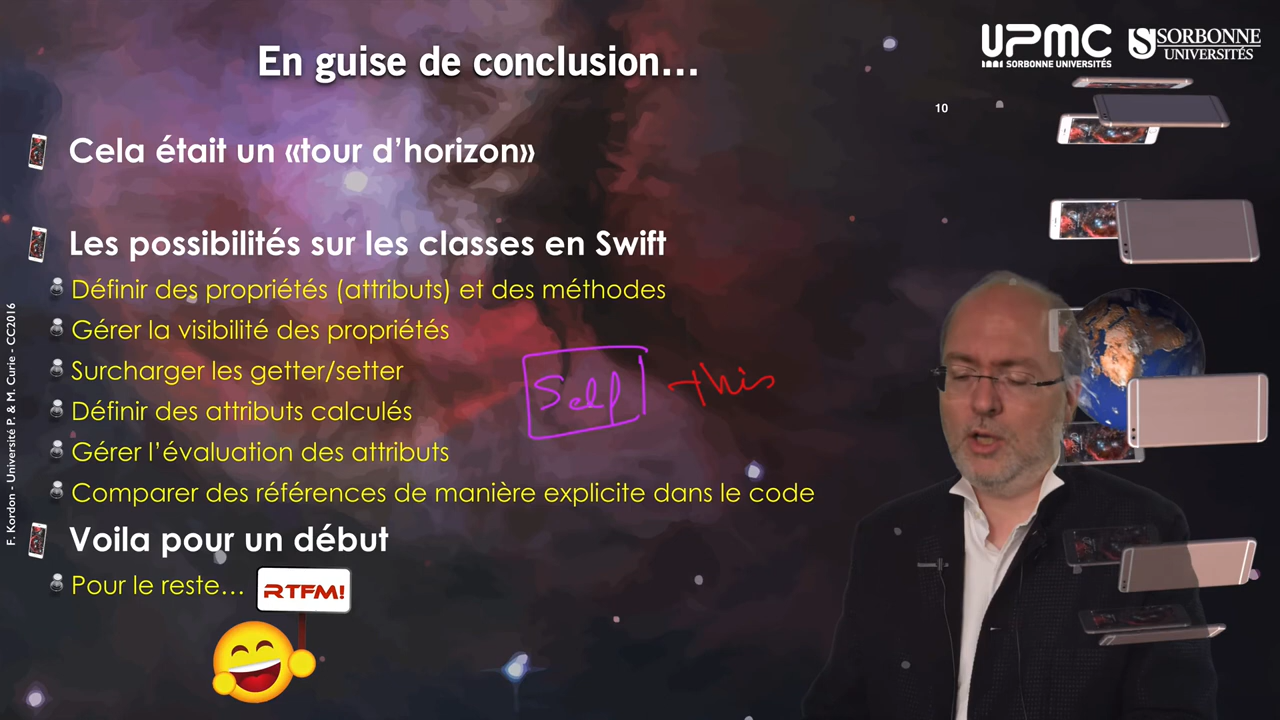 En guise de conclusion...
UPMC
SORBONNE UNIVERSITÉS
SORBONNE
UNIVERSITÉS
10
Cela était un «tour d’horizon»
Les possibilités sur les classes en Swift
Définir des propriétés (attributs) et des méthodes
Gérer la visibilité des propriétés
Surcharger les getter/setter
Définir des attributs calculés
Gérer l’évaluation des attributs
Comparer des références de manière explicite dans le code
Self this
Voila pour un début
Pour le reste...
RTFM!
F. Kordon - Université P. & M. Curie - CC2016